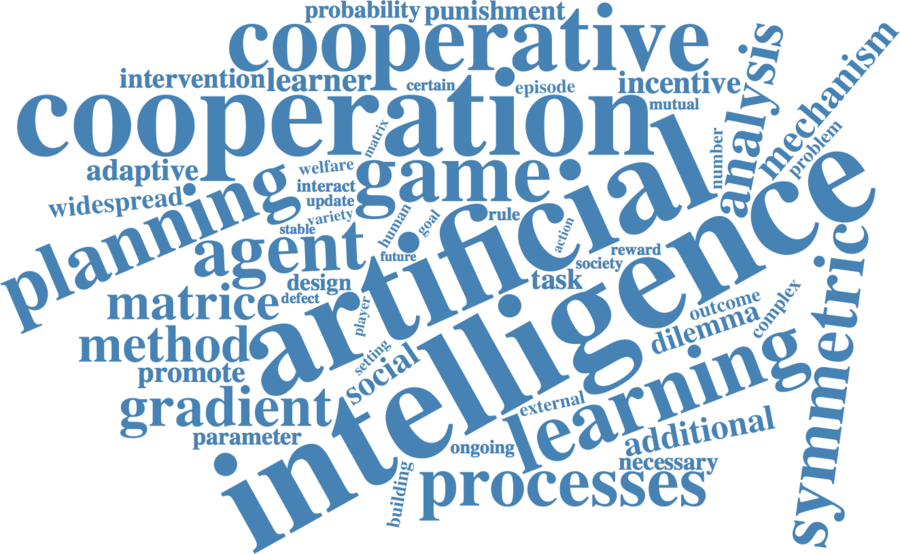 probability
punishment
cooperative
intervention
learner
certain
episode
incentive
cooperation
mutual
analysis
mechanism
matrix
number
problem
adaptive
welfare
game
artificial
widespread
planning
interact
update
variety
stable
human
goal
rule
action
agent
future
reward
society
task
intelligence
design
defect
matrice
player
outcome
complex
dilemma
symmetric
method
setting
social
promote
gradient
learning
external
parameter
additional
ongoing
necessary
building
processes